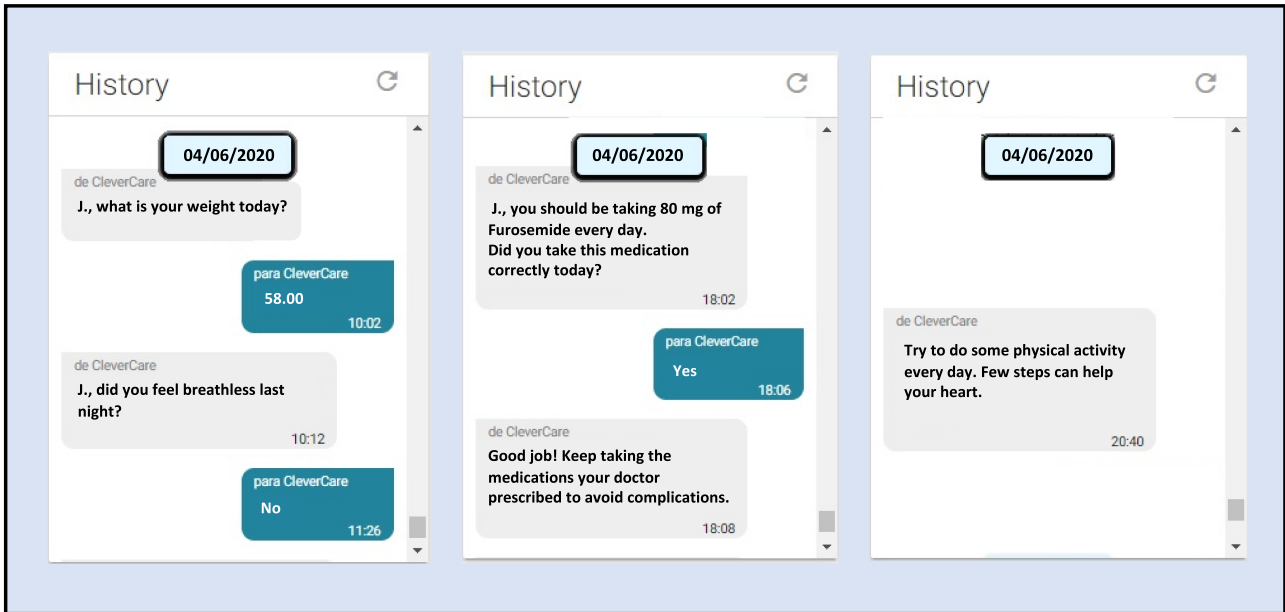 History
04/06/2020
de CleverCare
J., what is your weight today?
para CleverCare
58.00
10:02
de CleverCare
J., did you feel breathless last
night?
10:12
para CleverCare
No
11:26
History
04/06/2020
de CleverCare
J., you should be taking 80 mg of
Furosemide every day.
Did you take this medication
correctly today?
18:02
para CleverCare
Yes
18:06
de CleverCare
Good job! Keep taking the
medications your doctor
prescribed to avoid complications.
18:08
History
04/06/2020
de CleverCare
Try to do some physical activity
every day. Few steps can help
your heart.
20:40